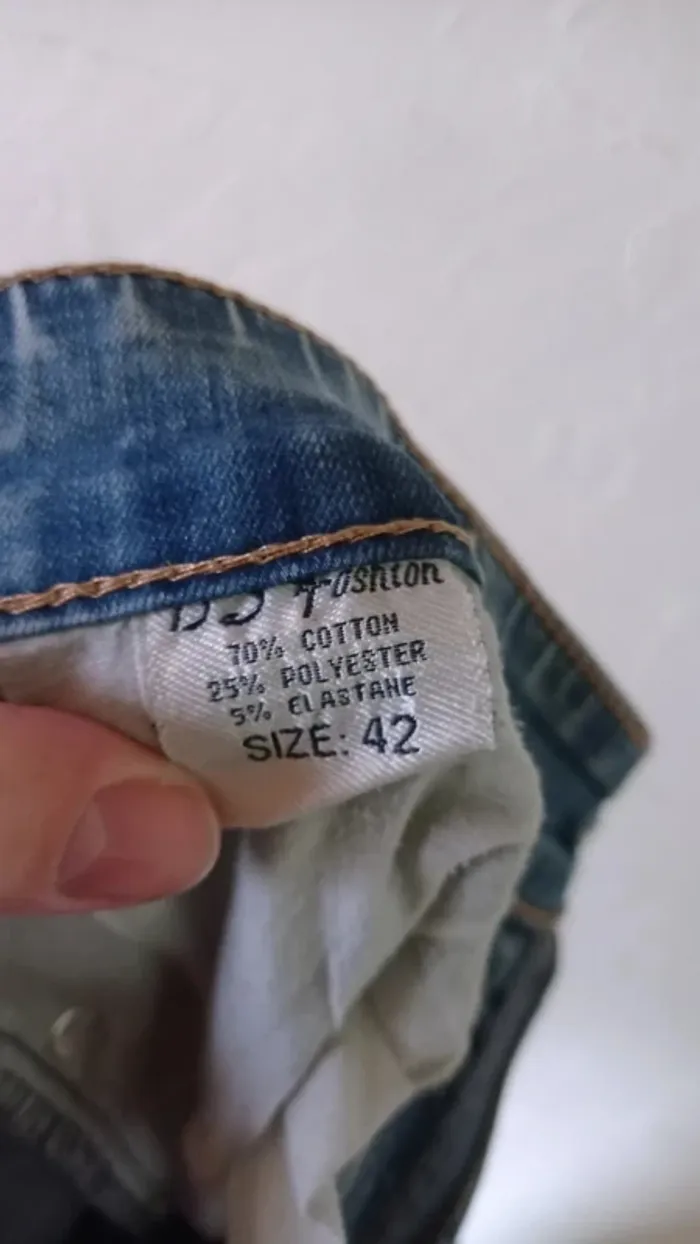 Fashion
70% COTTON
25% POLYESTER
5% ELASTANE
SIZE: 42